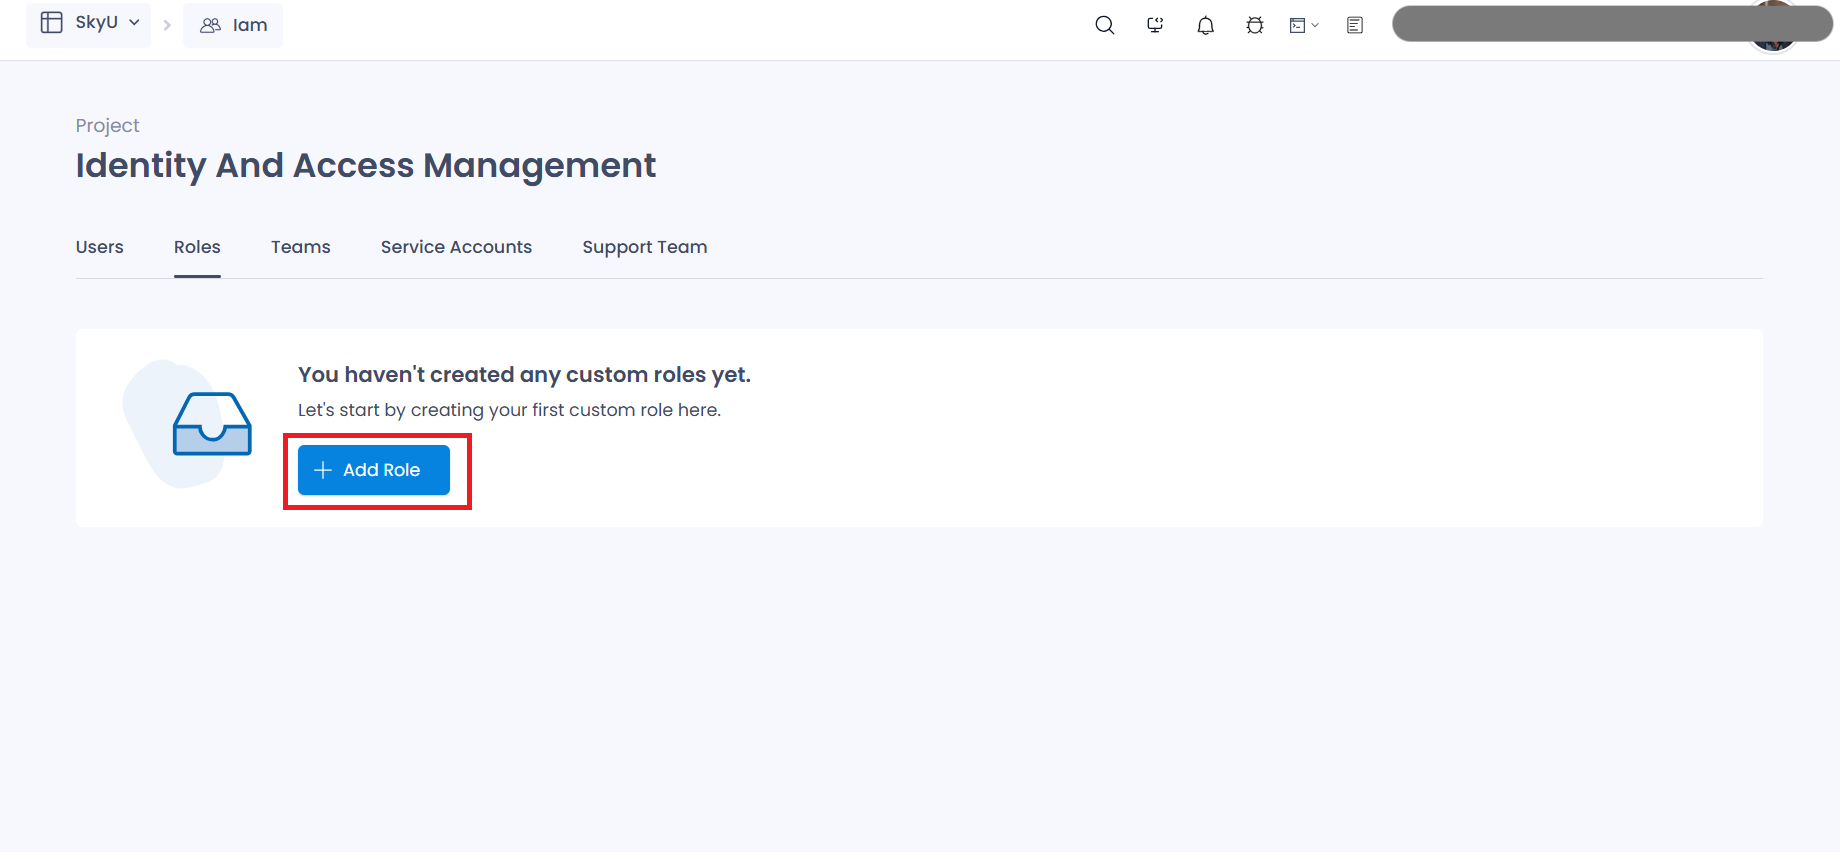 SkyU
Iam
Project
Identity And Access Management
Users Roles Teams Service Accounts Support Team
You haven't created any custom roles yet.
Let's start by creating your first custom role here.
Add Role